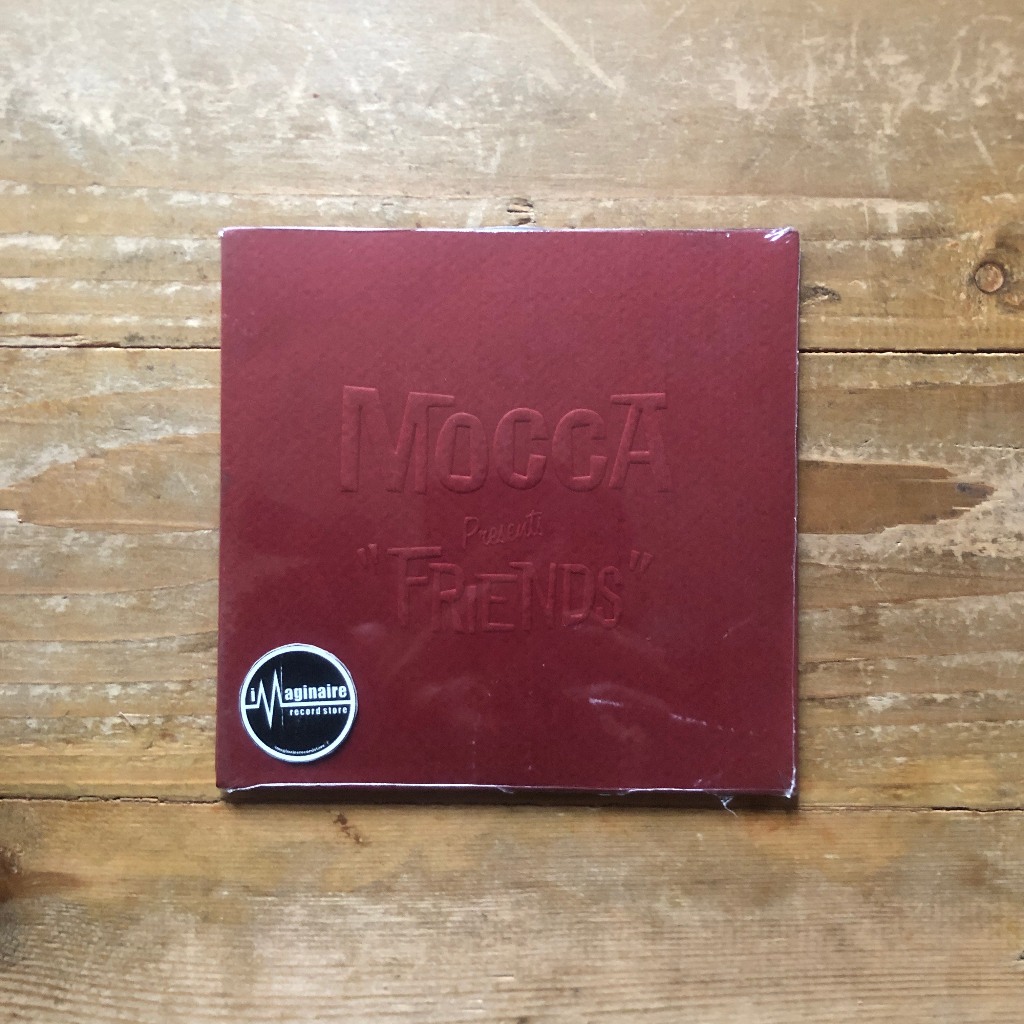 MOCCA
Presents
"FRIENDS"
iMaginaire
record store